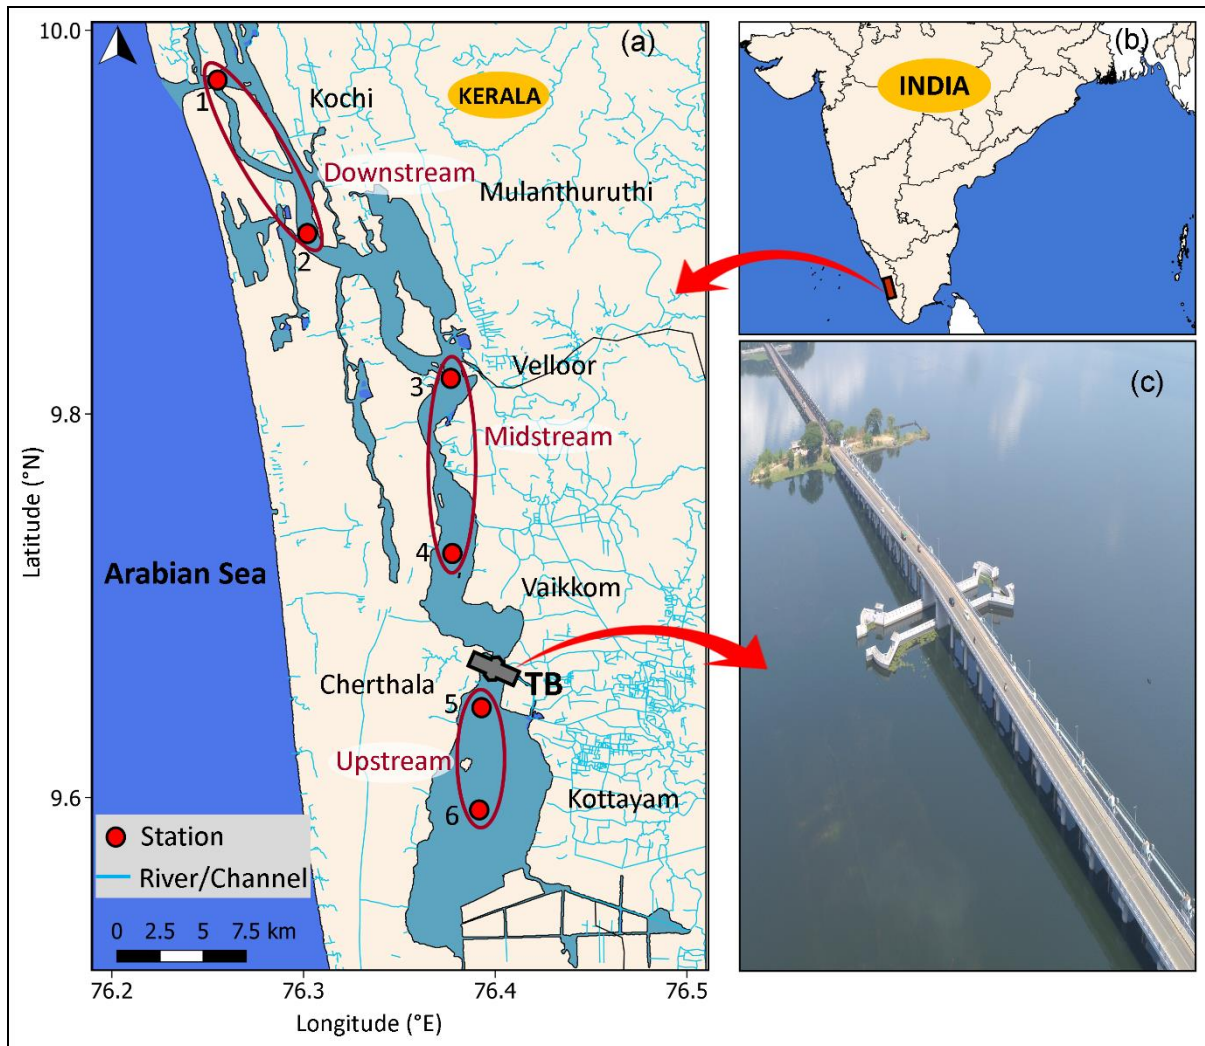 (a)
10.0
1
Kochi
KERALA
Downstream
Mulanthuruthi
2
Velloor
3
9.8
Midstream
4
Vaikkom
Arabian Sea
Cherthala
TB
5
Upstream
9.6
6
Kottayam
Station
River/Channel
0 2.5 5 7.5 km
76.2 76.3 76.4 76.5
Longitude (°E)
Latitude (°N)
(b)
INDIA
(c)